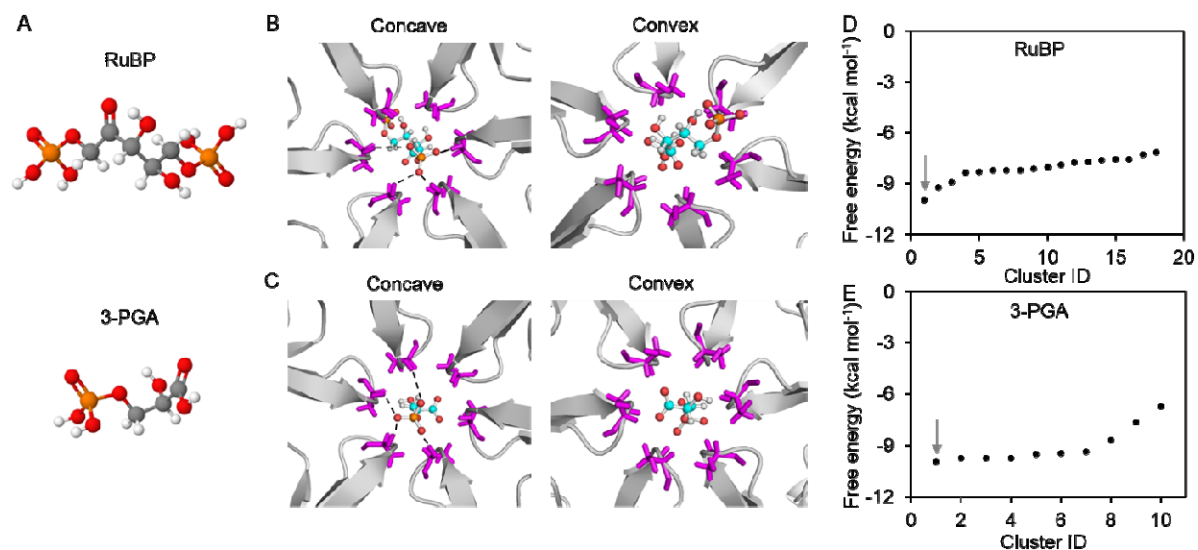 A
RuBP
3-PGA
B
Concave
Convex
C
Concave
Convex
D
Free energy (kcal mol-1)
0
-3
-6
-9
-12
RuBP
0
5
10
15
20
Cluster ID
E
Free energy (kcal mol-1)
0
-3
-6
-9
-12
3-PGA
0
2
4
6
8
10
Cluster ID